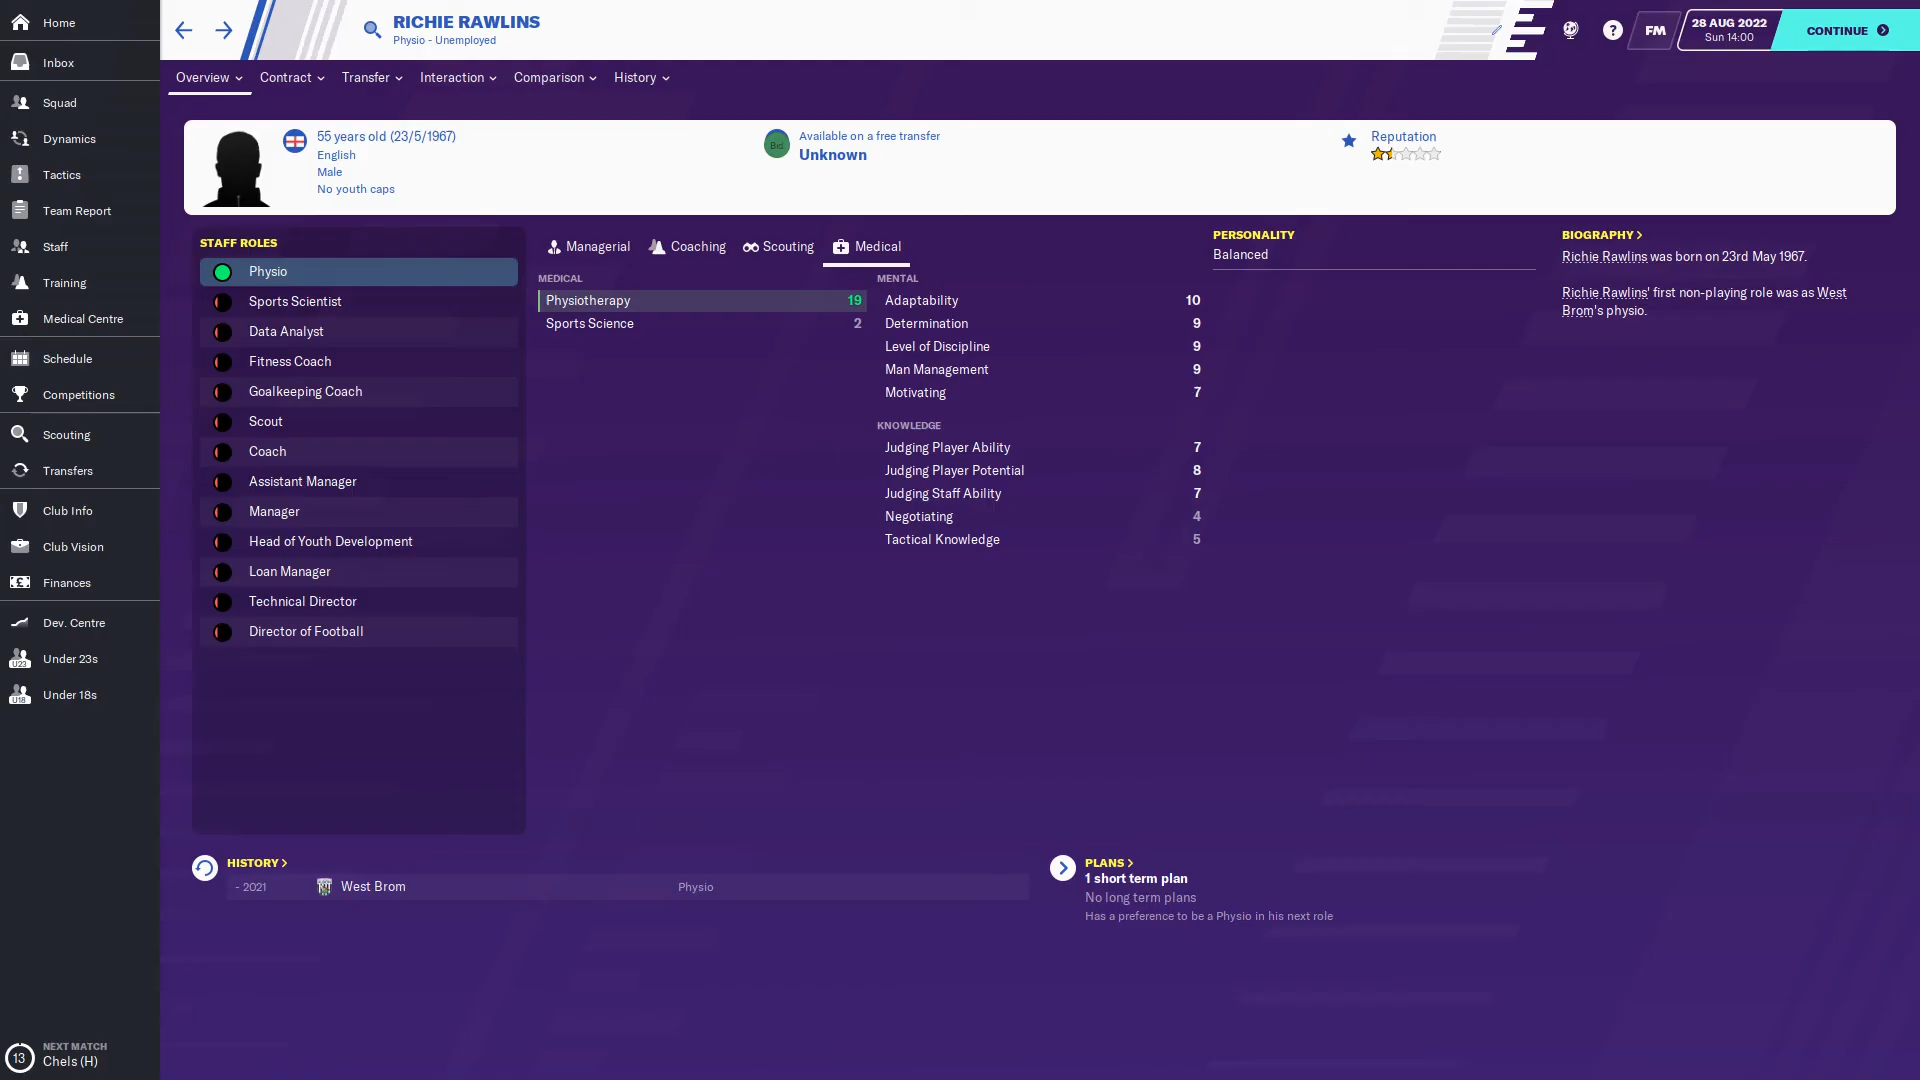 Home
Inbox
Squad
Dynamics
Tactics
Team Report
Staff
Training
Medical Centre
Schedule
Competitions
Scouting
Transfers
Club Info
Club Vision
Finances
Dev. Centre
U23
Under 23s
U18
Under 18s
13
NEXT MATCH
Chels (H)
RICHIE RAWLINS
Physio - Unemployed
?
FM
28 AUG 2022
Sun 14:00
CONTINUE
Overview
Contract
Transfer
Interaction
Comparison
History
55 years old (23/5/1967)
English
Male
No youth caps
Bid
Available on a free transfer
Unknown
Reputation
STAFF ROLES
Physio
Sports Scientist
Data Analyst
Fitness Coach
Goalkeeping Coach
Scout
Coach
Assistant Manager
Manager
Head of Youth Development
Loan Manager
Technical Director
Director of Football
Managerial
Coaching
Scouting
Medical
MEDICAL
Physiotherapy 19
Sports Science 2
MENTAL
Adaptability 10
Determination 9
Level of Discipline 9
Man Management 9
Motivating 7
KNOWLEDGE
Judging Player Ability 7
Judging Player Potential 8
Judging Staff Ability 7
Negotiating 4
Tactical Knowledge 5
PERSONALITY
Balanced
BIOGRAPHY >
Richie Rawlins was born on 23rd May 1967.
Richie Rawlins' first non-playing role was as West
Brom's physio.
HISTORY >
- 2021 West Brom Physio
PLANS >
1 short term plan
No long term plans
Has a preference to be a Physio in his next role